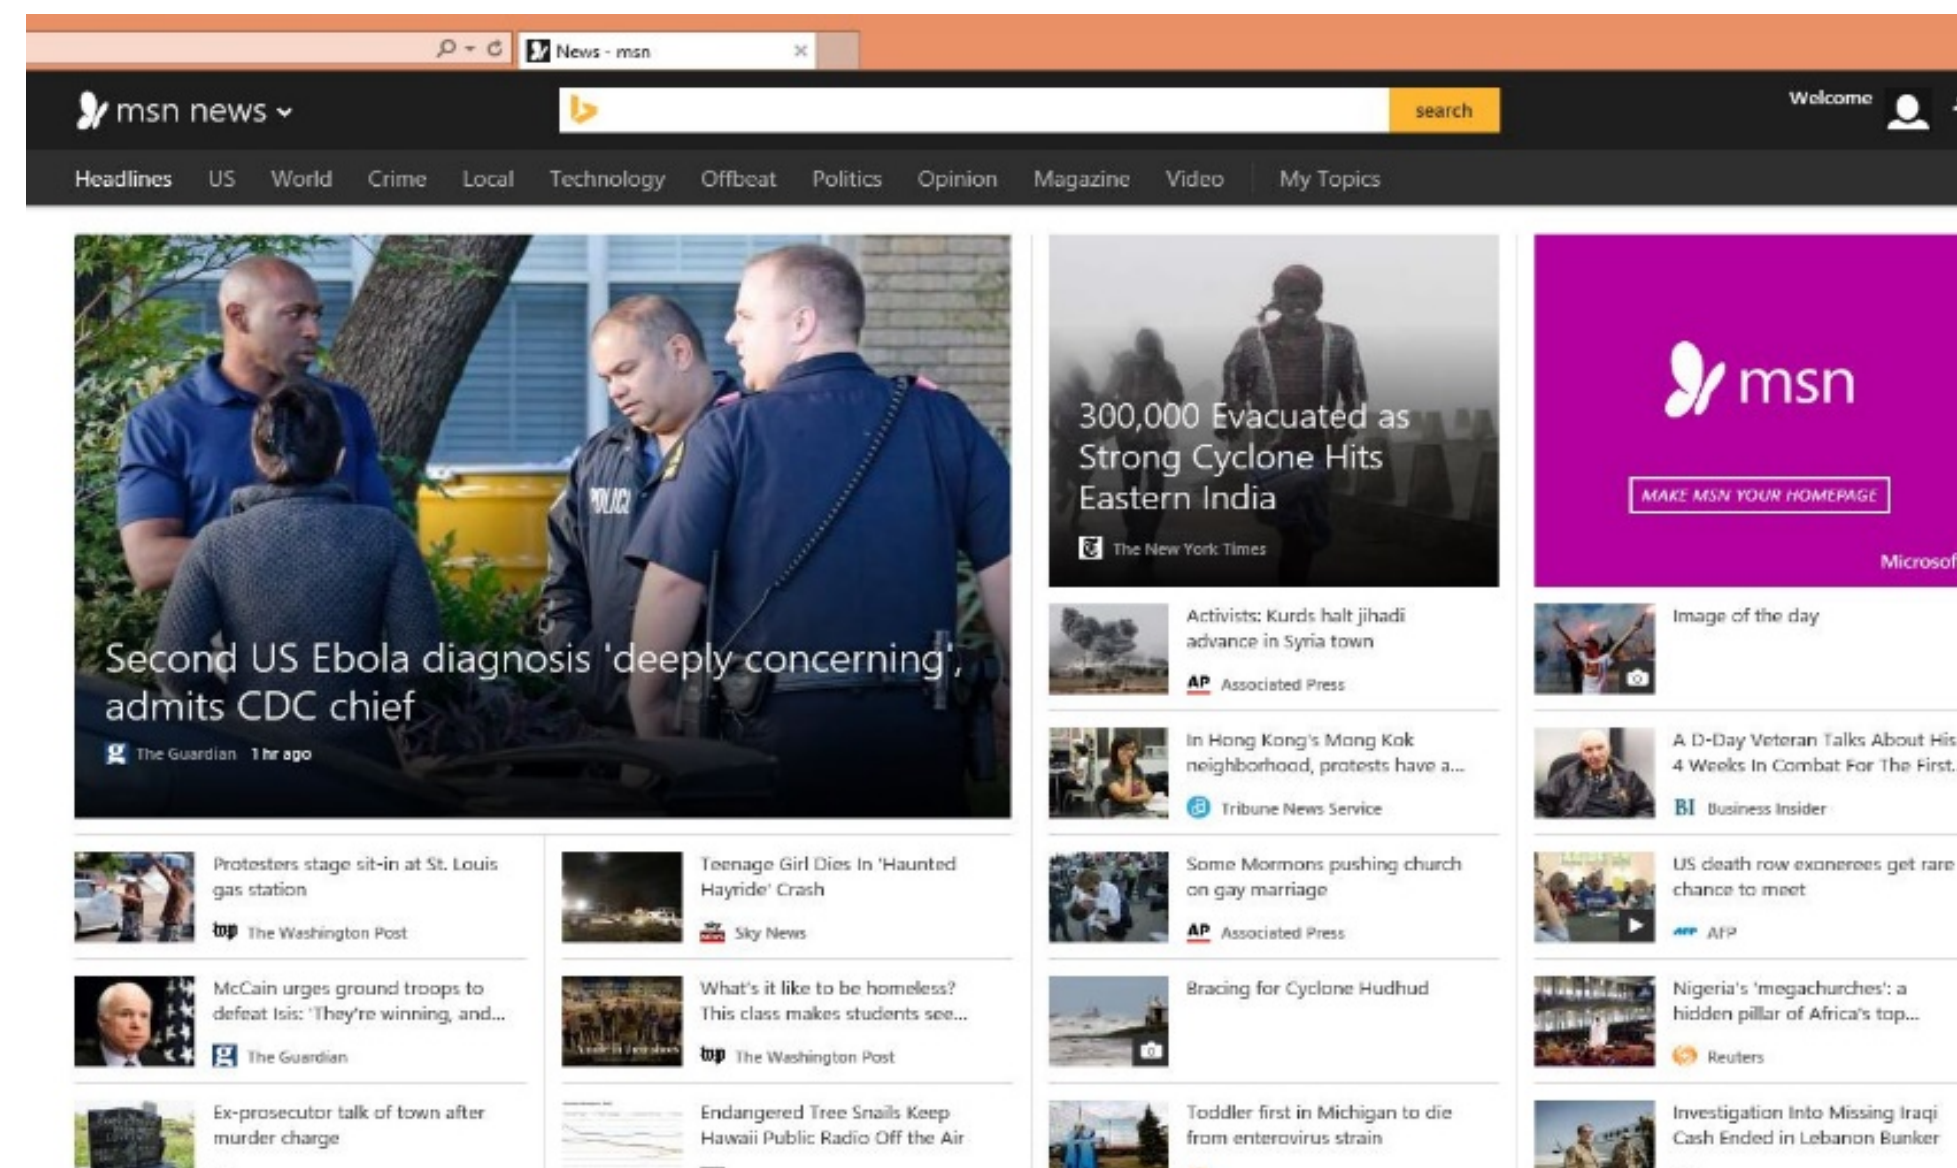 News - msn
msn news
search
Welcome
Headlines US World Crime Local Technology Offbeat Politics Opinion Magazine Video My Topics
POLICE
Second US Ebola diagnosis 'deeply concerning',
admits CDC chief
The Guardian 1 hr ago
300,000 Evacuated as
Strong Cyclone Hits
Eastern India
The New York Times
msn
MAKE MSN YOUR HOMEPAGE
Microsof
Protesters stage sit-in at St. Louis
gas station
wp The Washington Post
McCain urges ground troops to
defeat Isis: 'They're winning, and...
g The Guardian
Ex-prosecutor talk of town after
murder charge
Teenage Girl Dies In 'Haunted
Hayride' Crash
sky news Sky News
What's it like to be homeless?
This class makes students see...
wp The Washington Post
Endangered Tree Snails Keep
Hawaii Public Radio Off the Air
Activists: Kurds halt jihadi
advance in Syria town
AP Associated Press
In Hong Kong's Mong Kok
neighborhood, protests have a...
Tribune News Service
Some Mormons pushing church
on gay marriage
AP Associated Press
Bracing for Cyclone Hudhud
Toddler first in Michigan to die
from enterovirus strain
Image of the day
A D-Day Veteran Talks About His
4 Weeks In Combat For The First.
BI Business Insider
US death row exonerees get rare
chance to meet
AFP AFP
Nigeria's 'megachurches': a
hidden pillar of Africa's top...
Reuters
Investigation Into Missing Iraqi
Cash Ended in Lebanon Bunker